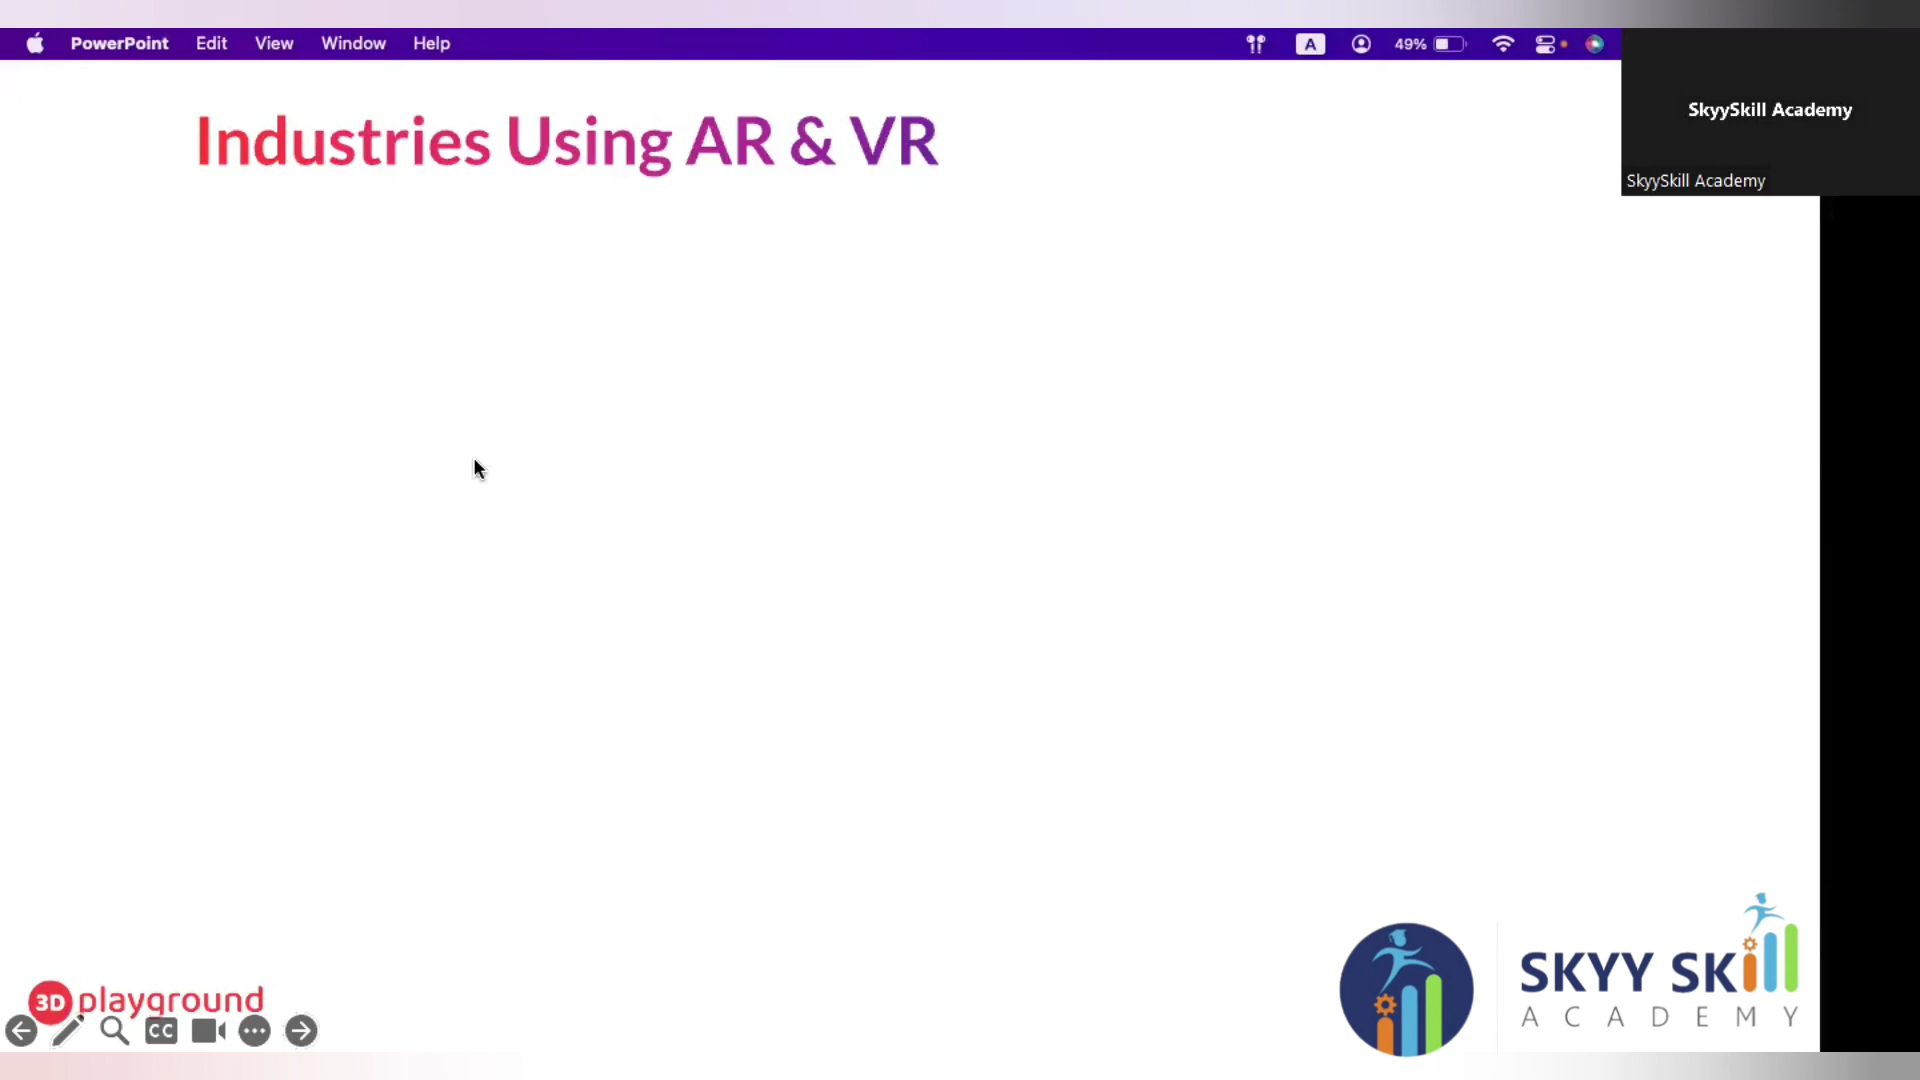 PowerPoint Edit View Window Help A 49%
SkyySkill Academy
SkyySkill Academy
Industries Using AR & VR
3D playground
CC
SKYY SKill
ACADEMY